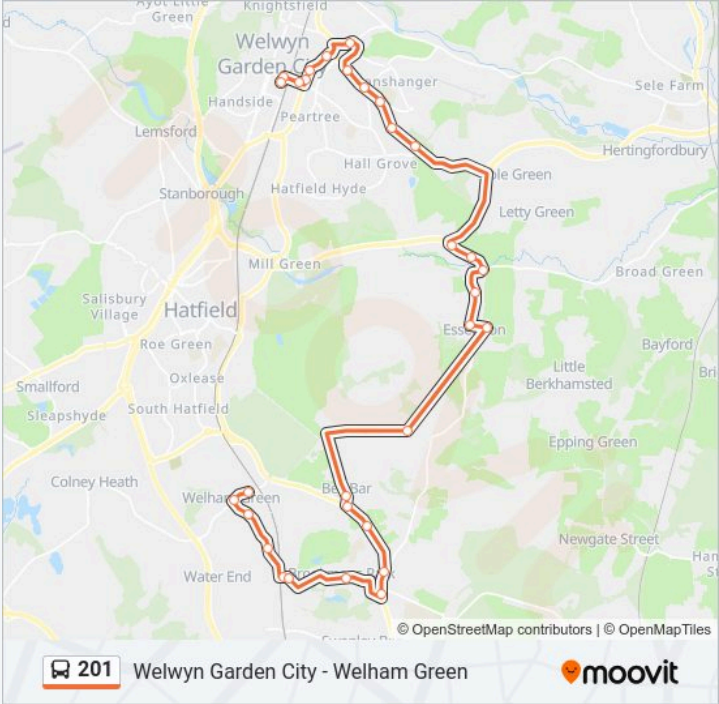 Knightsfield
Green
Welwyn
Garden City
Sele Farm
Handside
Peartree
Lemsford
Hertingfordbury
Hall Grove
Stanborough
Hatfield Hyde
Letty Green
Mill Green
Broad Green
Salisbury
Village
Hatfield
Roe Green
Bayford
Little
Berkhamsted
Oxlease
Smallford
South Hatfield
Sleapshyde
Epping Green
Colney Heath
Newgate Street
Water End
© OpenStreetMap contributors | © OpenMapTiles
201
Welwyn Garden City - Welham Green
moovit